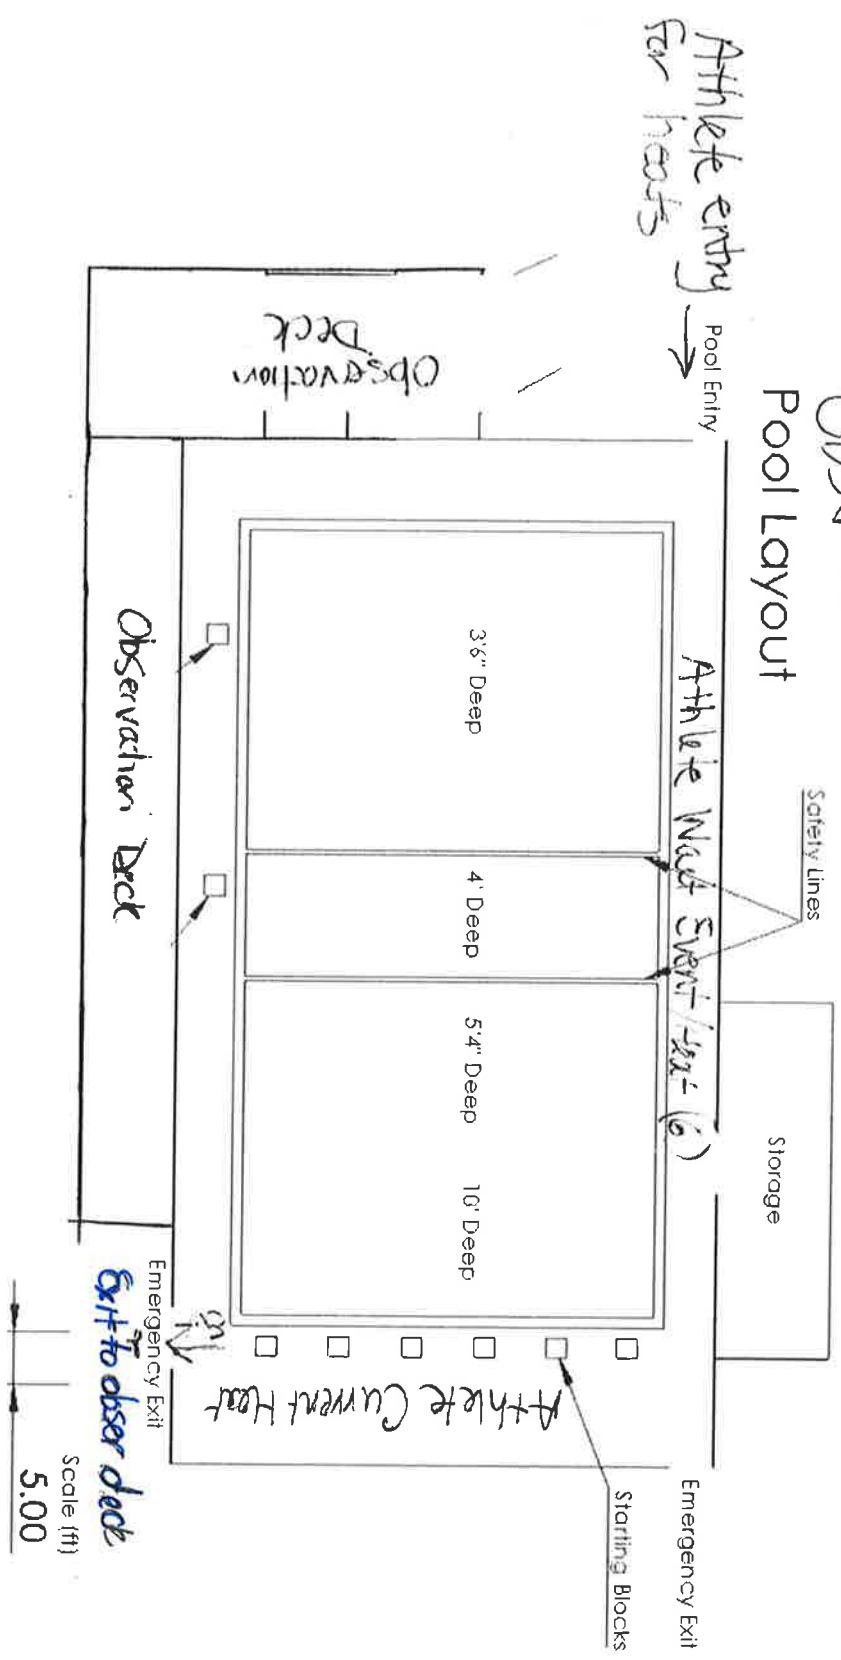 Pool Layout
Athlete entry
for heats
Pool Entry
Observation
Deck
Athlete Wait Event/Heat (6)
Safety Lines
Storage
3'6" Deep
4' Deep
5'4" Deep
10' Deep
Observation Deck
Athlete Current Heat
Starting Blocks
Emergency Exit
Emergency Exit
Exit to obser deck
Scale (ft)
5.00